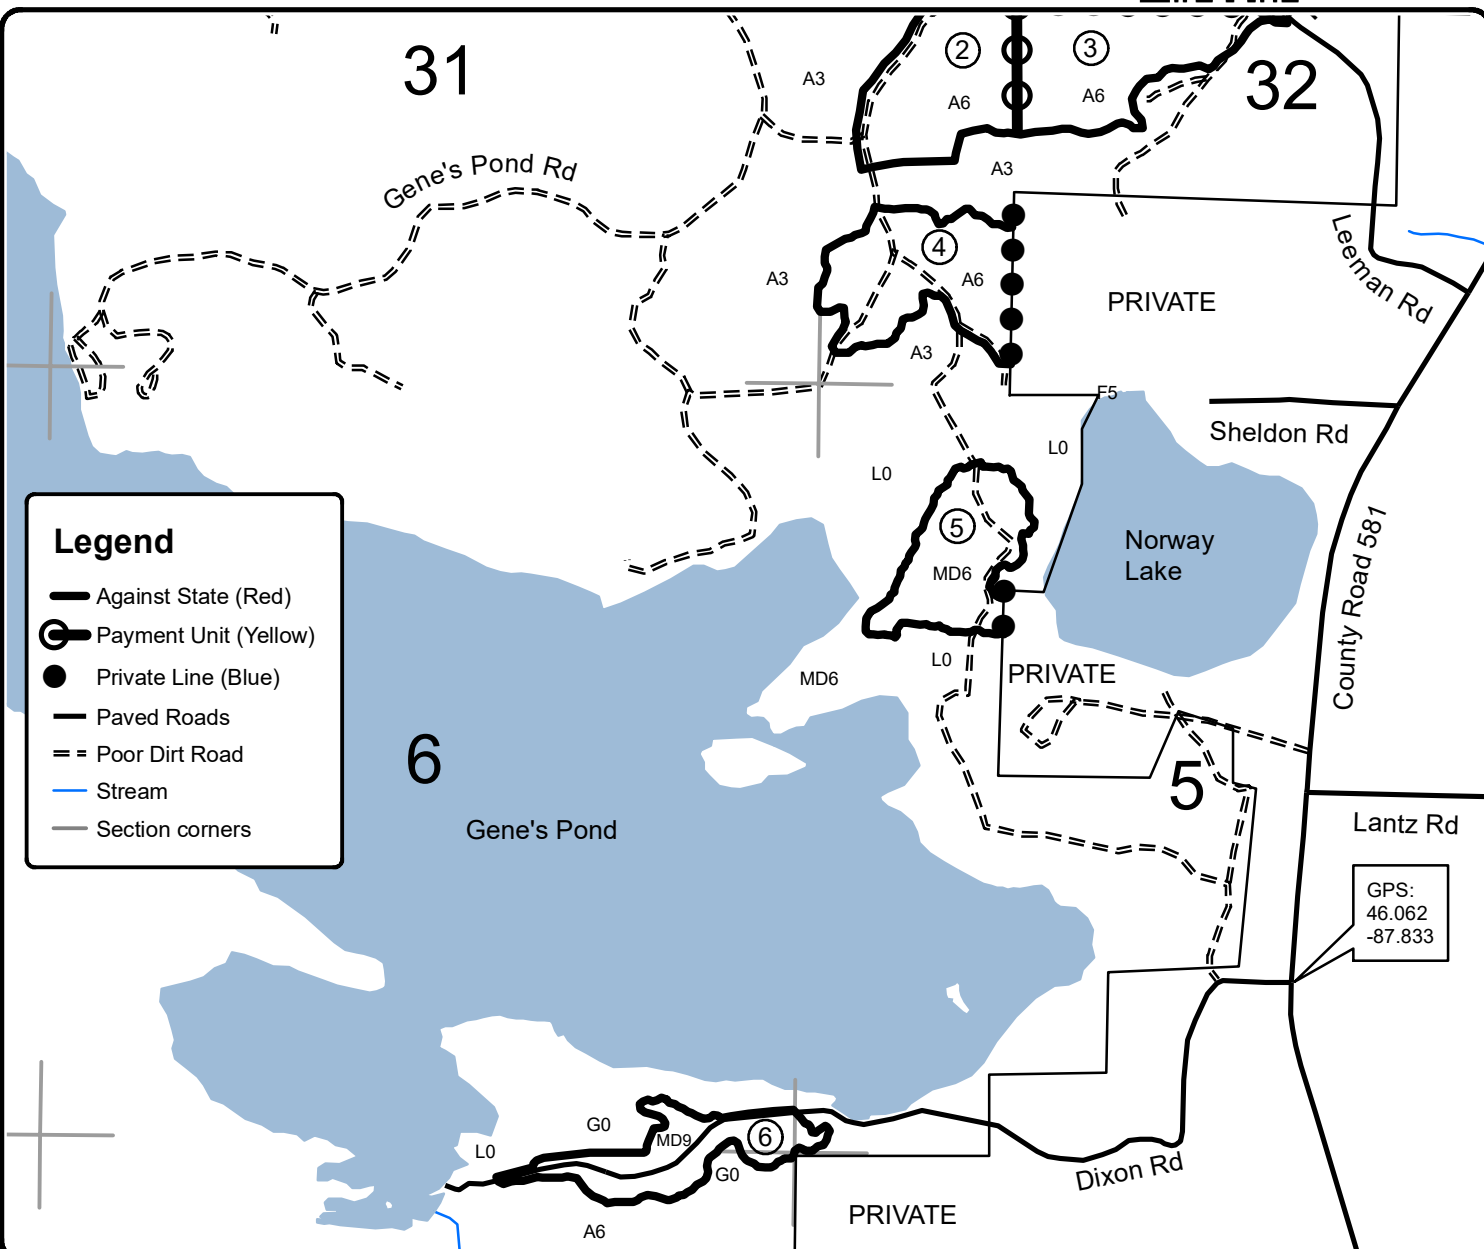 31
32
2
3
A3
A6
A6
A3
Gene's Pond Rd
4
A3
A6
PRIVATE
Leeman Rd
A3
F5
Sheldon Rd
L0
L0
5
MD6
Norway
Lake
County Road 581
Legend
Against State (Red)
Payment Unit (Yellow)
Private Line (Blue)
Paved Roads
Poor Dirt Road
Stream
Section corners
L0
MD6
PRIVATE
6
5
Gene's Pond
Lantz Rd
GPS:
46.062
-87.833
G0
MD9
6
L0
G0
Dixon Rd
A6
PRIVATE